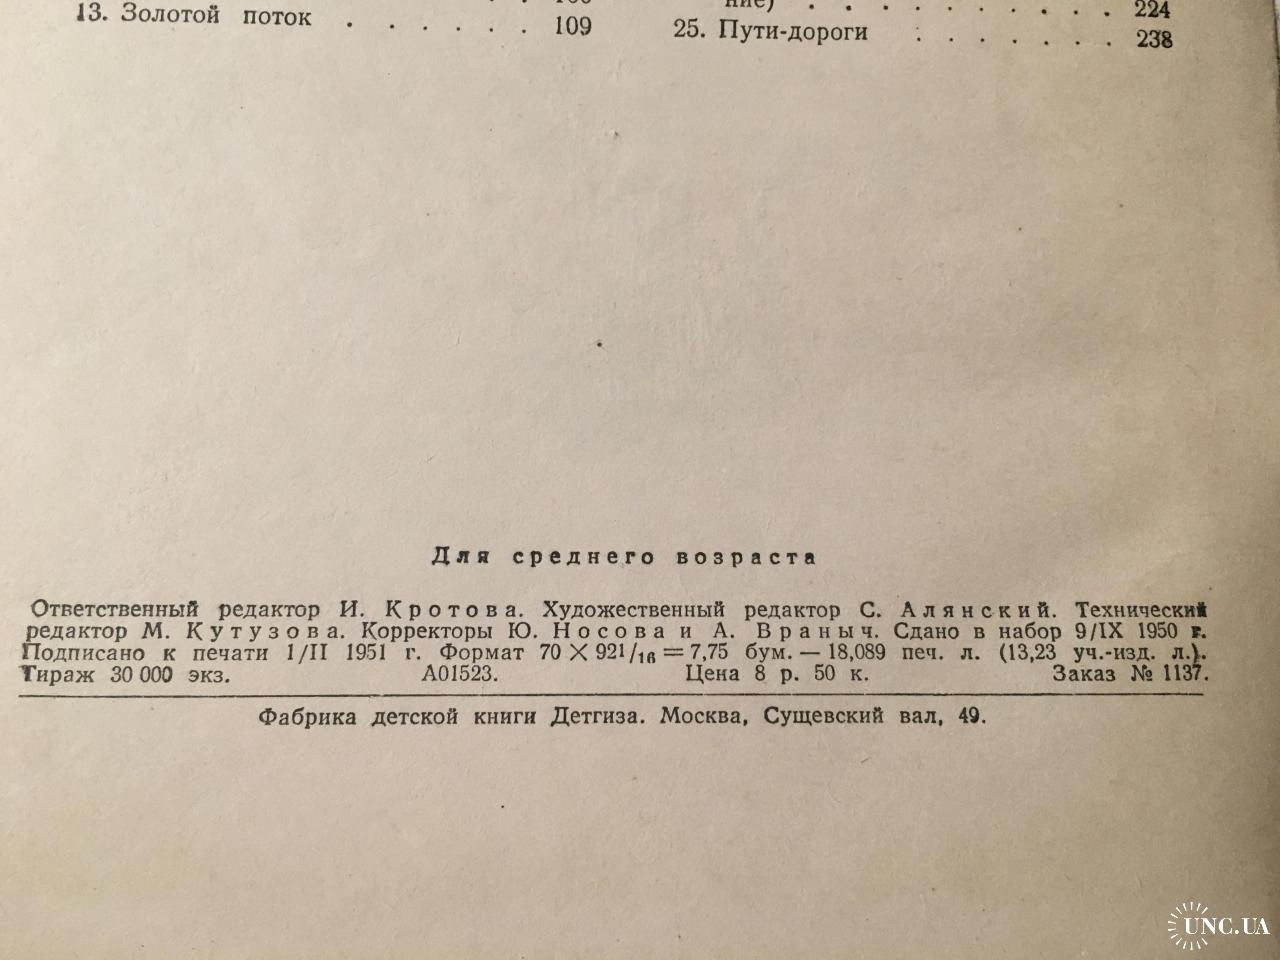 13. Золотой поток . . . . . . 109
ние) . . . . . . . . . . 224
25. Пути-дороги . . . . . . . 238
Для среднего возраста
Ответственный редактор И. Кротова. Художественный редактор С. Алянский. Технический
редактор М. Кутузова. Корректоры Ю. Носова и А. Враныч. Сдано в набор 9/IX 1950 г.
Подписано к печати 1/II 1951 г. Формат 70 × 921/16 = 7,75 бум. — 18,089 печ. л. (13,23 уч.-изд. л.).
Тираж 30 000 экз. А01523. Цена 8 р. 50 к. Заказ № 1137.
Фабрика детской книги Детгиза. Москва, Сущевский вал, 49.
UNC.UA